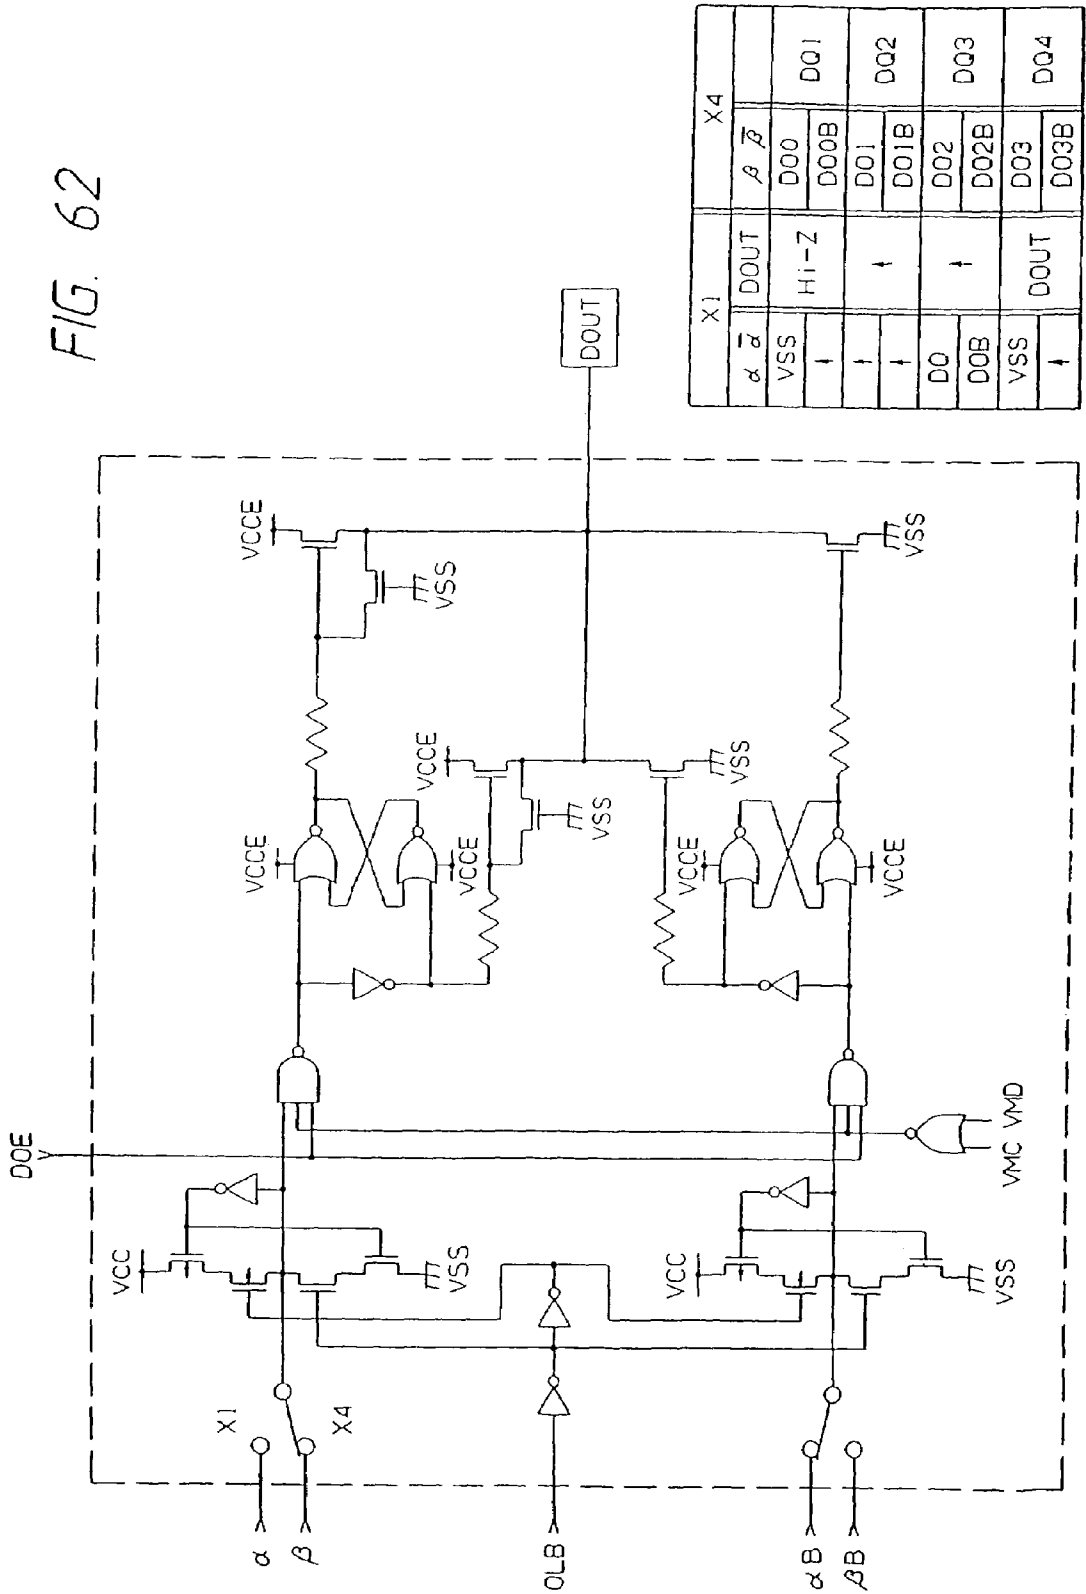 FIG. 62
DOE
VCC
VSS
X1
X4
α
β
OLB
αB
βB
VCC
VSS
VMC VMD
VCCE
VCCE
VCCE
VSS
VCCE
VSS
VSS
VCCE
VCCE
VSS
VSS
DOUT
X1 X4
α ᾱ DOUT β β̄
VSS Hi-Z DO0 DQ1
↑ DO0B
↑ ↑ DO1 DQ2
↑ DO1B
DO ↑ DO2 DQ3
DOB DO2B
VSS DOUT DO3 DQ4
↑ DO3B